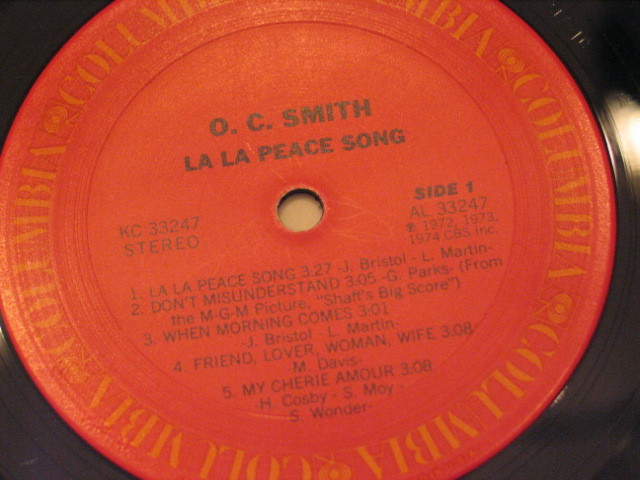 COLUMBIA COLUMBIA COLUMBIA COLUMBIA COLUMBIA
O. C. SMITH
LA LA PEACE SONG
SIDE 1
KC 33247
STEREO
AL 33247
℗ 1972, 1973,
1974 CBS Inc.
1. LA LA PEACE SONG 3:27 -J. Bristol - L. Martin-
2. DON'T MISUNDERSTAND 3:05 -G. Parks- (From
the M-G-M Picture, "Shaft's Big Score")
3. WHEN MORNING COMES 3:01
-J. Bristol - L. Martin-
4. FRIEND, LOVER, WOMAN, WIFE 3:08
-M. Davis-
5. MY CHERIE AMOUR 3:08
-H. Cosby - S. Moy -
S. Wonder-